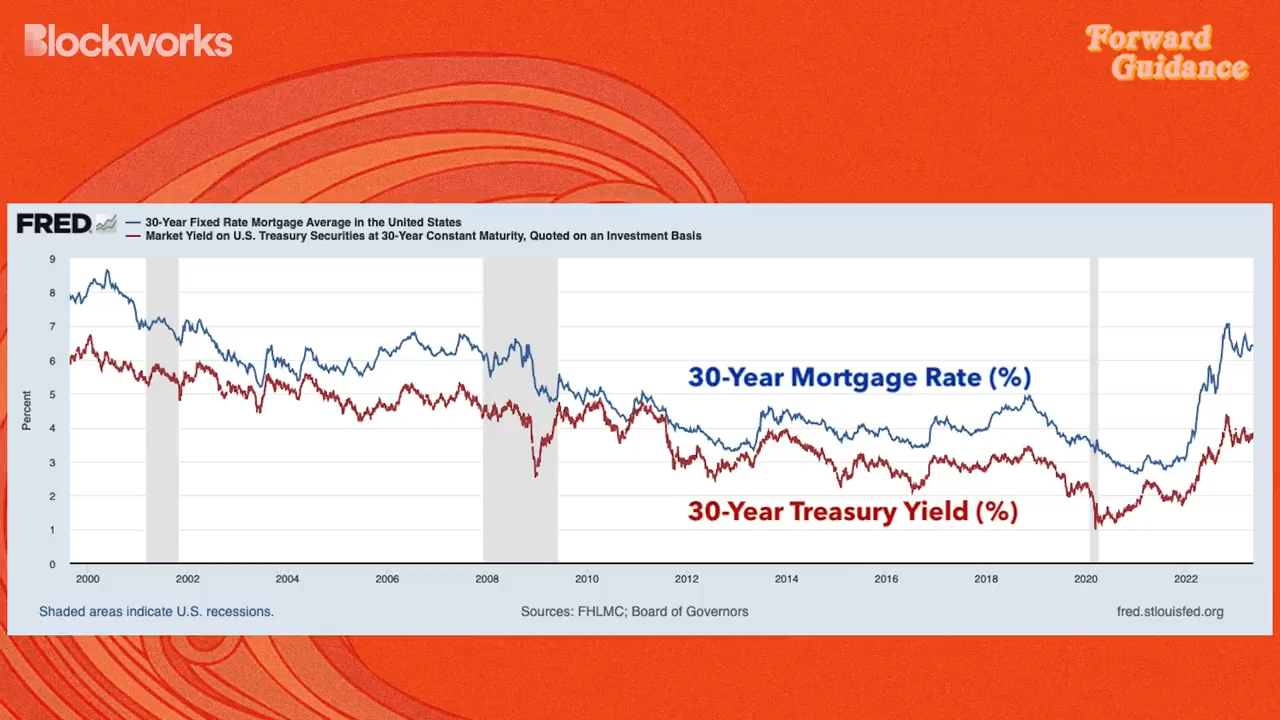 Blockworks
Forward
Guidance
FRED
30-Year Fixed Rate Mortgage Average in the United States
Market Yield on U.S. Treasury Securities at 30-Year Constant Maturity, Quoted on an Investment Basis
9
8
7
6
5
4
3
2
1
0
Percent
30-Year Mortgage Rate (%)
30-Year Treasury Yield (%)
2000 2002 2004 2006 2008 2010 2012 2014 2016 2018 2020 2022
Shaded areas indicate U.S. recessions.
Sources: FHLMC; Board of Governors
fred.stlouisfed.org